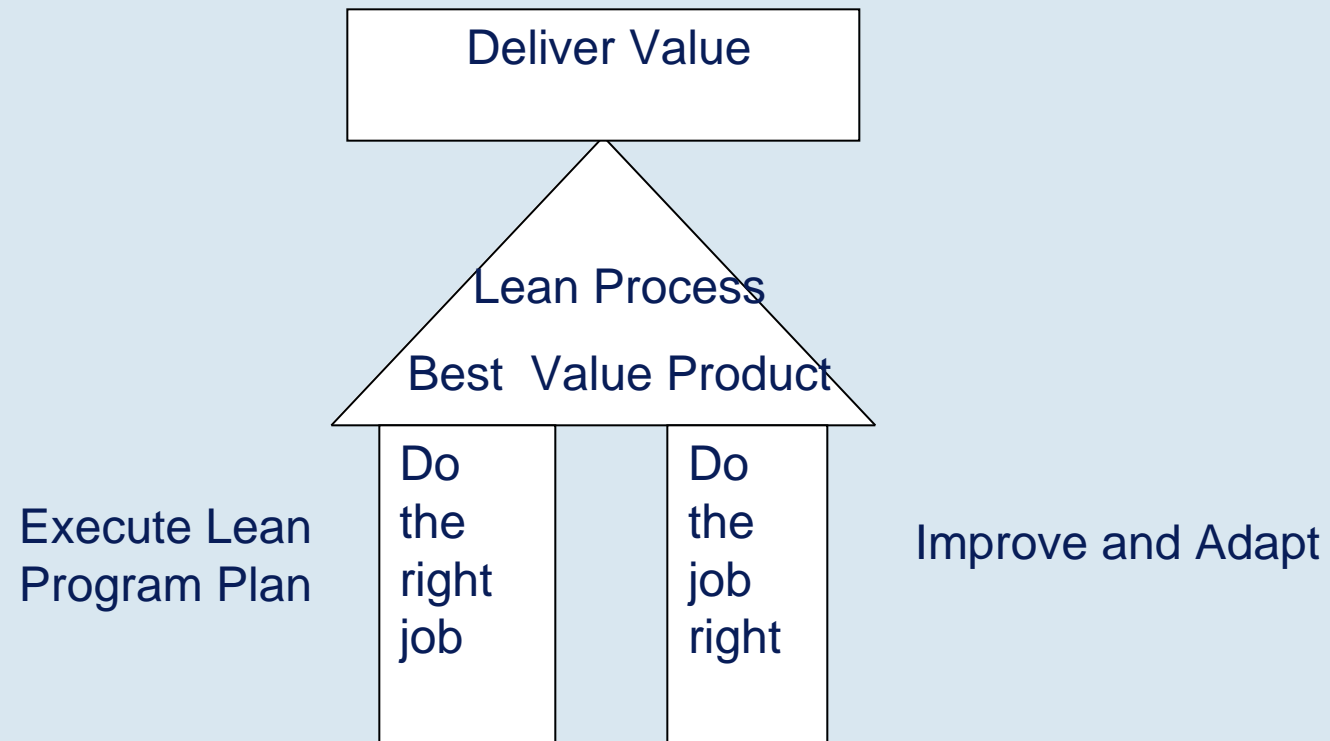 Deliver Value
Lean Process
Best Value Product
Execute Lean
Program Plan
Do
the
right
job
Do
the
job
right
Improve and Adapt